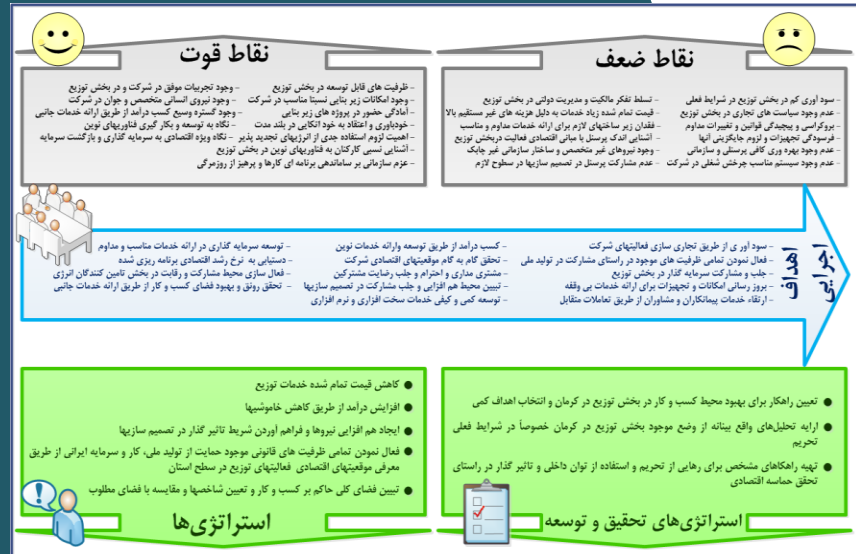 نقاط قوت
- ظرفیت های قابل توسعه در بخش توزیع
- وجود امکانات زیر بنایی نسبتا مناسب در شرکت
- آمادگی حضور در پروژه های زیر بنایی
- خودباوری و اعتقاد به خود اتکایی در بلند مدت
- اهمیت لزوم استفاده جدی از انرژیهای تجدید پذیر
- آشنایی نسبی کارکنان به فناوریهای نوین در بخش توزیع
- عزم سازمانی بر ساماندهی برنامه ای کارها و پرهیز از روزمرگی
- وجود تجربیات موفق در شرکت و در بخش توزیع
- وجود نیروی انسانی متخصص و جوان در شرکت
- وجود گستره وسیع کسب درآمد از طریق ارائه خدمات جانبی
- نگاه به توسعه و بکار گیری فناوریهای نوین
- نگاه ویژه اقتصادی به سرمایه گذاری و بازگشت سرمایه
نقاط ضعف
- سود آوری کم در بخش توزیع در شرایط فعلی
- عدم وجود سیاست های تجاری در بخش توزیع
- بروکراسی و پیچیدگی قوانین و تغییرات مداوم
- فرسودگی تجهیزات و لزوم جایگزینی آنها
- عدم وجود بهره وری کافی پرسنلی و سازمانی
- عدم وجود سیستم مناسب چرخش شغلی در شرکت
- تسلط تفکر مالکیت و مدیریت دولتی در بخش توزیع
- قیمت تمام شده زیاد خدمات به دلیل هزینه های غیر مستقیم بالا
- فقدان زیر ساختهای لازم برای ارائه خدمات مداوم و مناسب
- آشنایی اندک پرسنل با مبانی اقتصادی فعالیت دربخش توزیع
- وجود نیروهای غیر متخصص و ساختار سازمانی غیر چابک
- عدم مشارکت پرسنل در تصمیم سازیها در سطوح لازم
اهداف
اجرایی
- سود آور ی از طریق تجاری سازی فعالیتهای شرکت
- فعال نمودن تمامی ظرفیت های موجود در راستای مشارکت در تولید ملی
- جلب و مشارکت سرمایه گذار در بخش توزیع
- بروز رسانی امکانات و تجهیزات برای ارائه خدمات بی وقفه
- ارتقاء خدمات پیمانکاران و مشاوران از طریق تعاملات متقابل
- کسب درآمد از طریق توسعه وارائه خدمات نوین
- تحقق گام به گام موقعیتهای اقتصادی شرکت
- مشتری مداری و احترام و جلب رضایت مشترکین
- تبیین محیط هم افزایی و جلب مشارکت در تصمیم سازیها
- توسعه کمی و کیفی خدمات سخت افزاری و نرم افزاری
- توسعه سرمایه گذاری در ارائه خدمات مناسب و مداوم
- دستیابی به نرخ رشد اقتصادی برنامه ریزی شده
- فعال سازی محیط مشارکت و رقابت در بخش تامین کنندگان انرژی
- تحقق رونق و بهبود فضای کسب و کار از طریق ارائه خدمات جانبی
● تعیین راهکار برای بهبود محیط کسب و کار در بخش توزیع در کرمان و انتخاب اهداف کمی
● ارایه تحلیل‌های واقع بینانه از وضع موجود بخش توزیع در کرمان خصوصاً در شرایط فعلی
تحریم
● تهیه راهکاهای مشخص برای رهایی از تحریم و استفاده از توان داخلی و تاثیر گذار در راستای
تحقق حماسه اقتصادی
استراتژی‌های تحقیق و توسعه
● کاهش قیمت تمام شده خدمات توزیع
● افزایش درآمد از طریق کاهش خاموشیها
● ایجاد هم افزایی نیروها و فراهم آوردن شریط تاثیر گذار در تصمیم سازیها
● فعال نمودن تمامی ظرفیت های قانونی موجود حمایت از تولید ملی، کار و سرمایه ایرانی از طریق
معرفی موقعیتهای اقتصادی فعالیتهای توزیع در سطح استان
● تبیین فضای کلی حاکم بر کسب و کار و تعیین شاخصها و مقایسه با فضای مطلوب
استراتژی‌ها